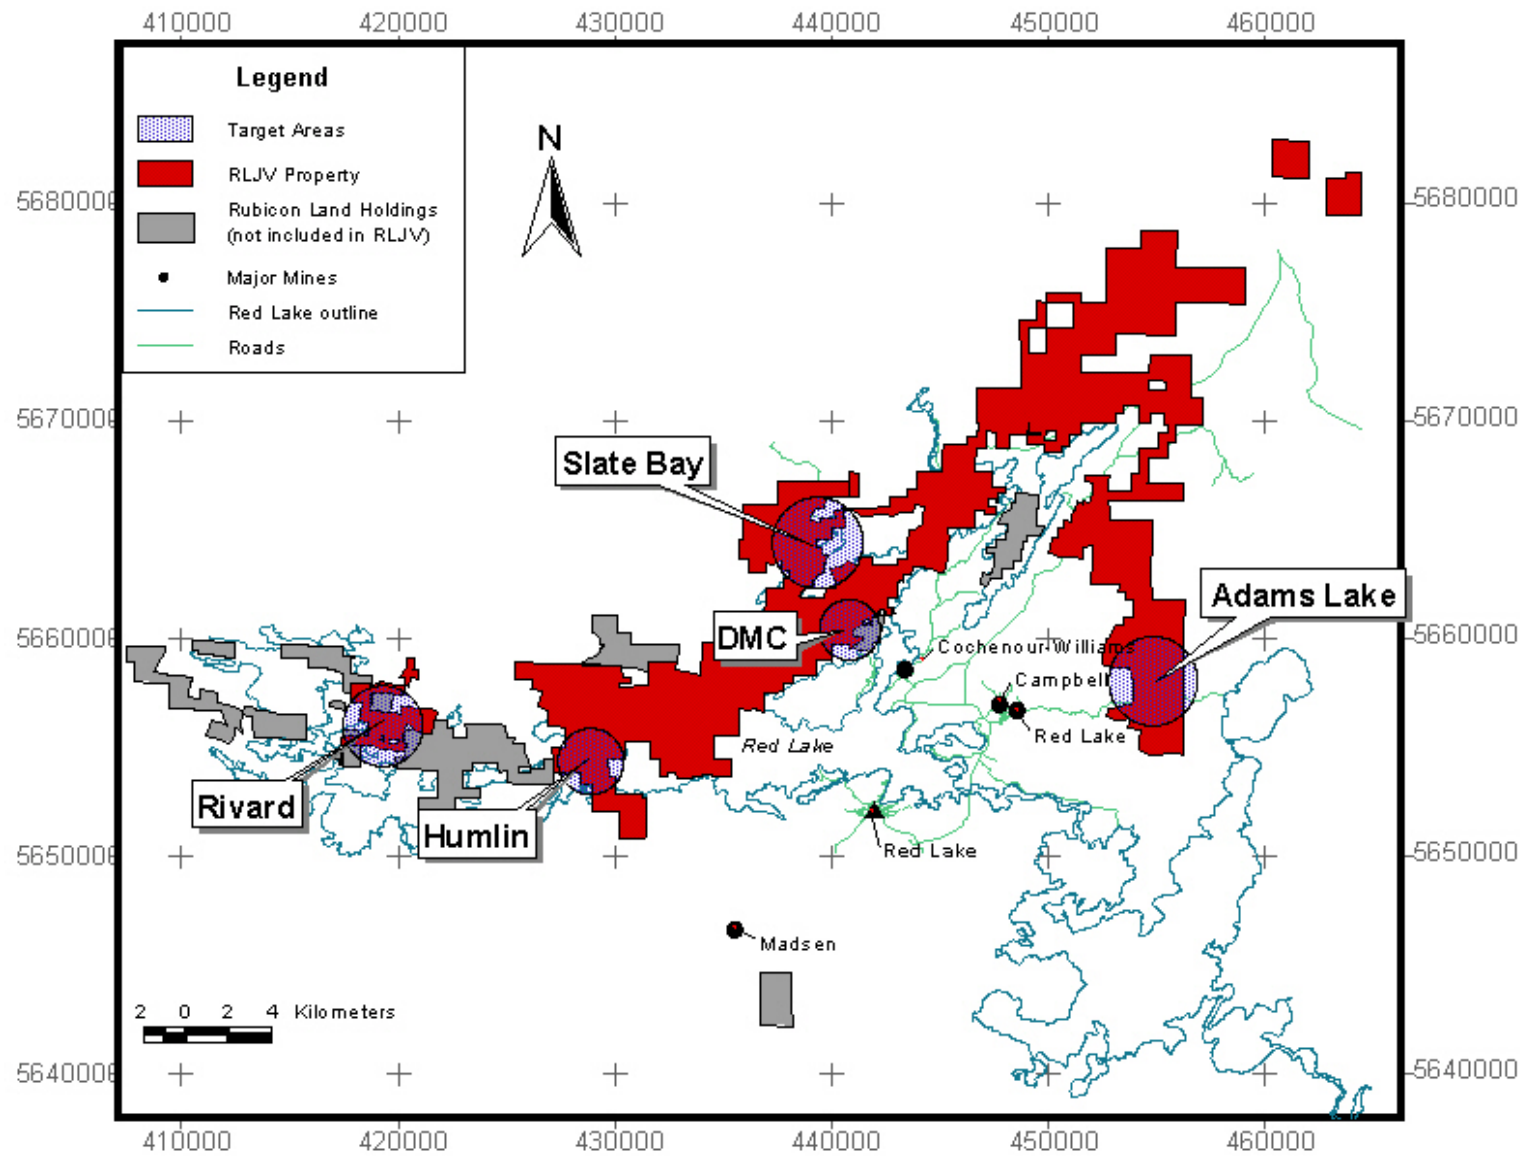 410000 420000 430000 440000 450000 460000
Legend
Target Areas
RLJV Property
Rubicon Land Holdings
(not included in RLJV)
Major Mines
Red Lake outline
Roads
N
5680000 5680000
5670000 5670000
Slate Bay
Adams Lake
5660000 5660000
DMC
Cochenour-Williams
Campbell
Red Lake
Red Lake
Rivard
Humlin
Red Lake
5650000 5650000
Madsen
2 0 2 4 Kilometers
5640000 5640000
410000 420000 430000 440000 450000 460000